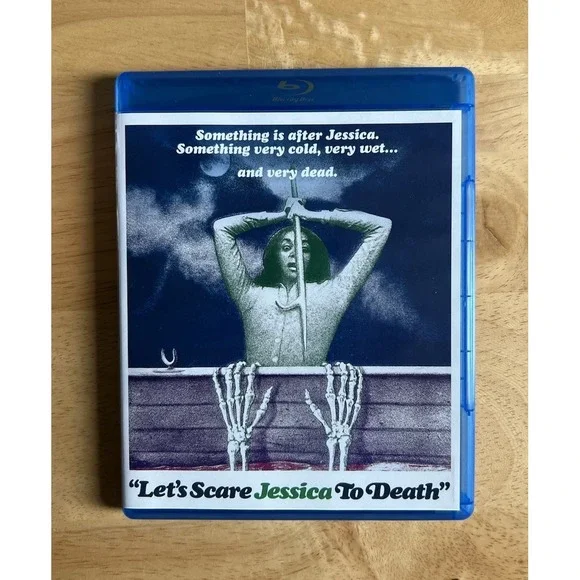 Blu-ray Disc
Something is after Jessica.
Something very cold, very wet...
and very dead.
"Let's Scare Jessica To Death"